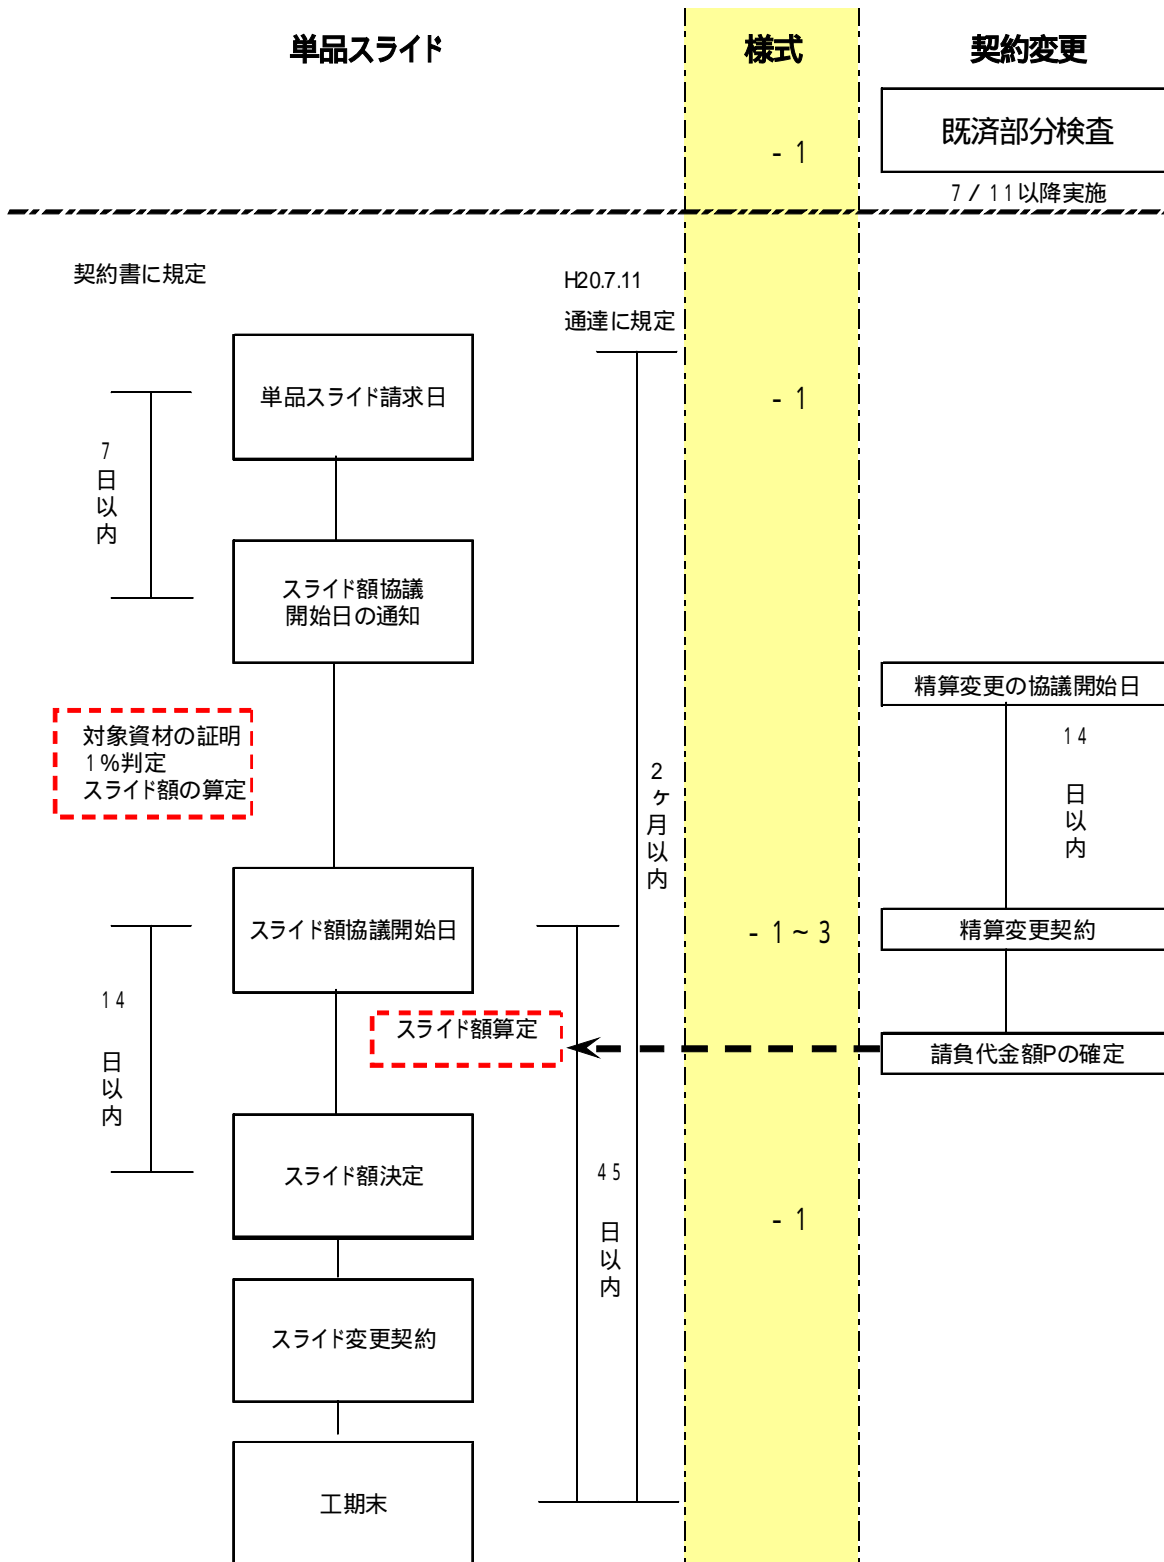 単品スライド
様式
契約変更
既済部分検査
- 1
7 / 11以降実施
契約書に規定
H20.7.11
通達に規定
単品スライド請求日
- 1
7
日
以
内
スライド額協議
開始日の通知
精算変更の協議開始日
対象資材の証明
1%判定
スライド額の算定
2
ヶ
月
以
内
14
日
以
内
スライド額協議開始日
- 1 ~ 3
精算変更契約
14
日
以
内
スライド額算定
請負代金額Pの確定
スライド額決定
45
日
以
内
- 1
スライド変更契約
工期末